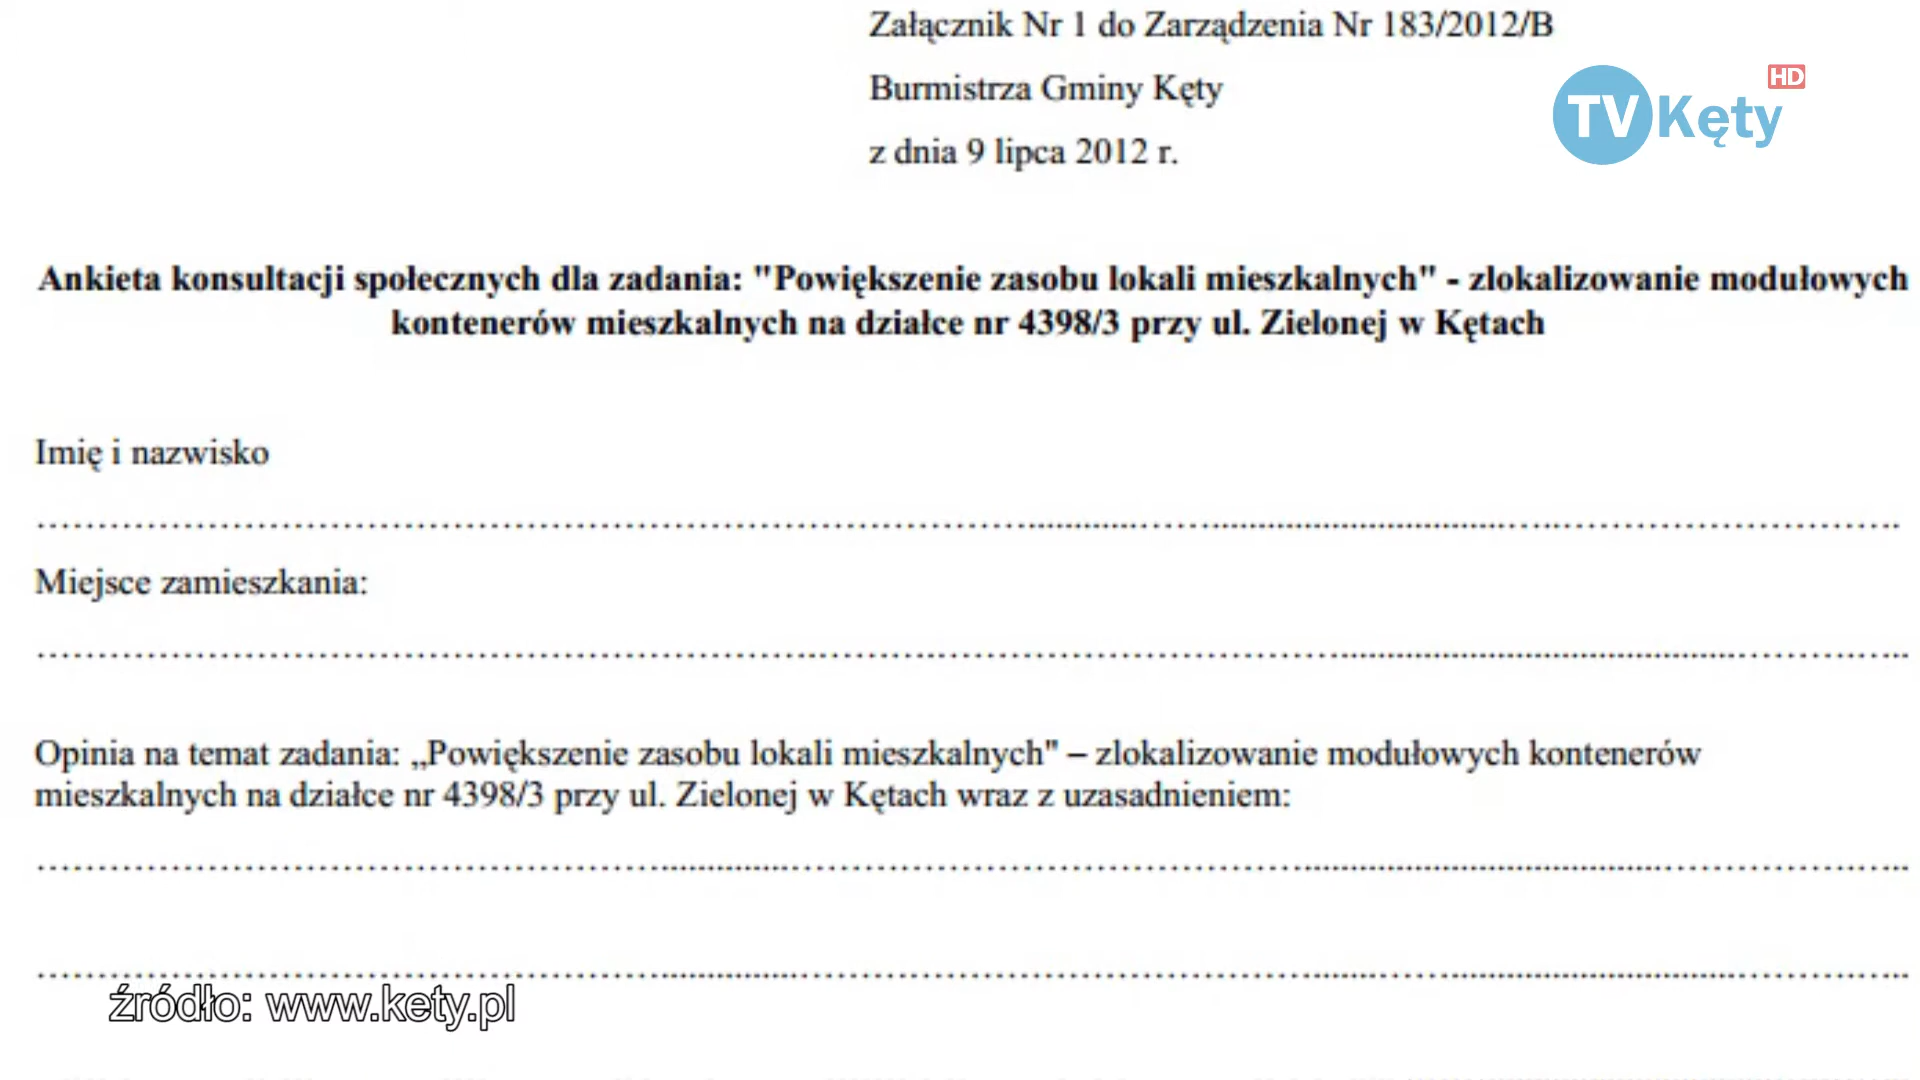 Załącznik Nr 1 do Zarządzenia Nr 183/2012/B
Burmistrza Gminy Kęty
z dnia 9 lipca 2012 r.
HD
TV Kęty
Ankieta konsultacji społecznych dla zadania: "Powiększenie zasobu lokali mieszkalnych" - zlokalizowanie modułowych
kontenerów mieszkalnych na działce nr 4398/3 przy ul. Zielonej w Kętach
Imię i nazwisko
Miejsce zamieszkania:
Opinia na temat zadania: „Powiększenie zasobu lokali mieszkalnych" – zlokalizowanie modułowych kontenerów
mieszkalnych na działce nr 4398/3 przy ul. Zielonej w Kętach wraz z uzasadnieniem:
źródło: www.kety.pl